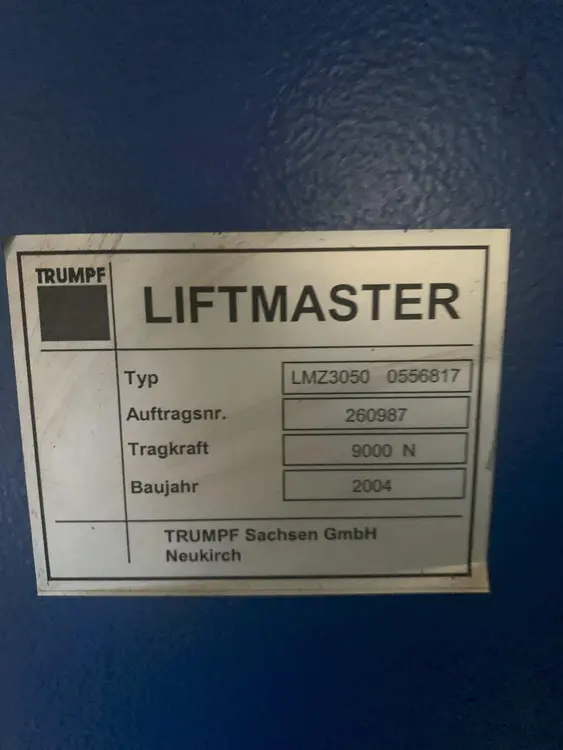 TRUMPF
LIFTMASTER
Typ LMZ3050 0556817
Auftragsnr. 260987
Tragkraft 9000 N
Baujahr 2004
TRUMPF Sachsen GmbH
Neukirch